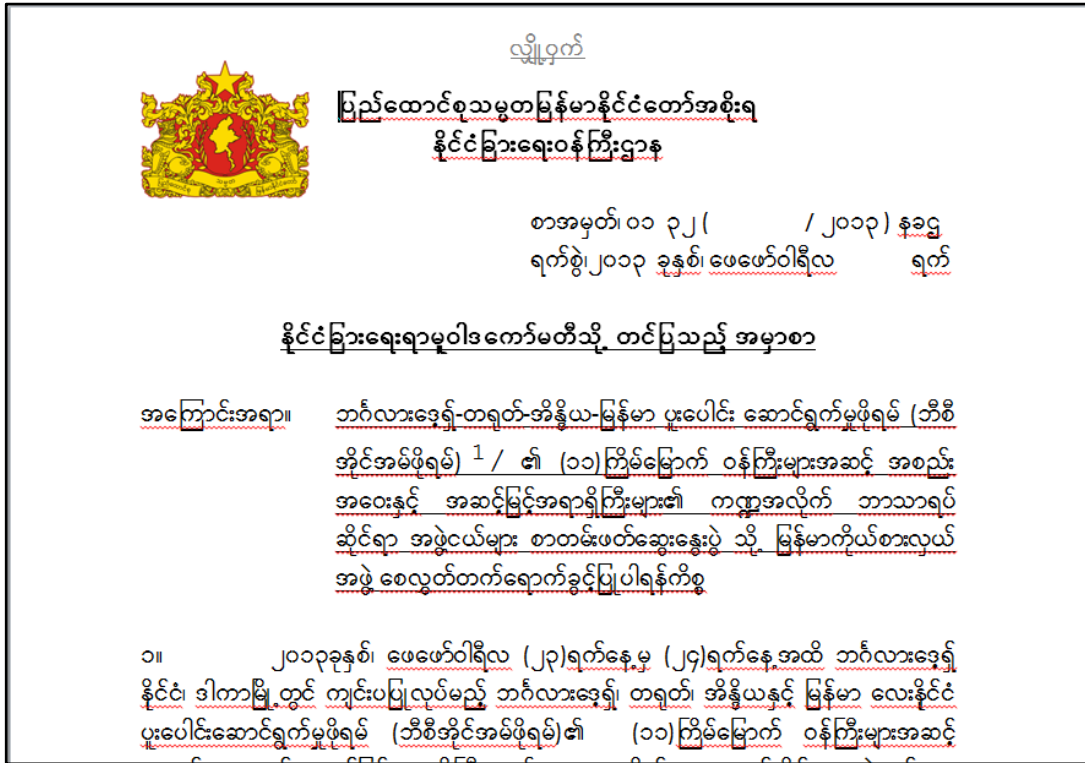 လျှို့ဝှက်
ပြည်ထောင်စုသမ္မတမြန်မာနိုင်ငံတော်အစိုးရ
နိုင်ငံခြားရေးဝန်ကြီးဌာန
စာအမှတ်၊ ၀၁ ၃၂ ( / ၂၀၁၃ ) နခဌ
ရက်စွဲ၊ ၂၀၁၃ ခုနှစ်၊ ဖေဖော်ဝါရီလ ရက်
နိုင်ငံခြားရေးရာမူဝါဒကော်မတီသို့ တင်ပြသည့် အမှာစာ
အကြောင်းအရာ။ ဘင်္ဂလားဒေ့ရှ်-တရုတ်-အိန္ဒိယ-မြန်မာ ပူးပေါင်း ဆောင်ရွက်မှုဖိုရမ် (ဘီစီ
အိုင်အမ်ဖိုရမ်) 1 / ၏ (၁၁)ကြိမ်မြောက် ဝန်ကြီးများအဆင့် အစည်း
အဝေးနှင့် အဆင့်မြင့်အရာရှိကြီးများ၏ ကဏ္ဍအလိုက် ဘာသာရပ်
ဆိုင်ရာ အဖွဲ့ငယ်များ စာတမ်းဖတ်ဆွေးနွေးပွဲ သို့ မြန်မာကိုယ်စားလှယ်
အဖွဲ့ စေလွှတ်တက်ရောက်ခွင့်ပြုပါရန်ကိစ္စ
၁။ ၂၀၁၃ခုနှစ်၊ ဖေဖော်ဝါရီလ (၂၃)ရက်နေ့မှ (၂၄)ရက်နေ့အထိ ဘင်္ဂလားဒေ့ရှ်
နိုင်ငံ၊ ဒါကာမြို့တွင် ကျင်းပပြုလုပ်မည့် ဘင်္ဂလားဒေ့ရှ်၊ တရုတ်၊ အိန္ဒိယနှင့် မြန်မာ လေးနိုင်ငံ
ပူးပေါင်းဆောင်ရွက်မှုဖိုရမ် (ဘီစီအိုင်အမ်ဖိုရမ်)၏ (၁၁)ကြိမ်မြောက် ဝန်ကြီးများအဆင့်